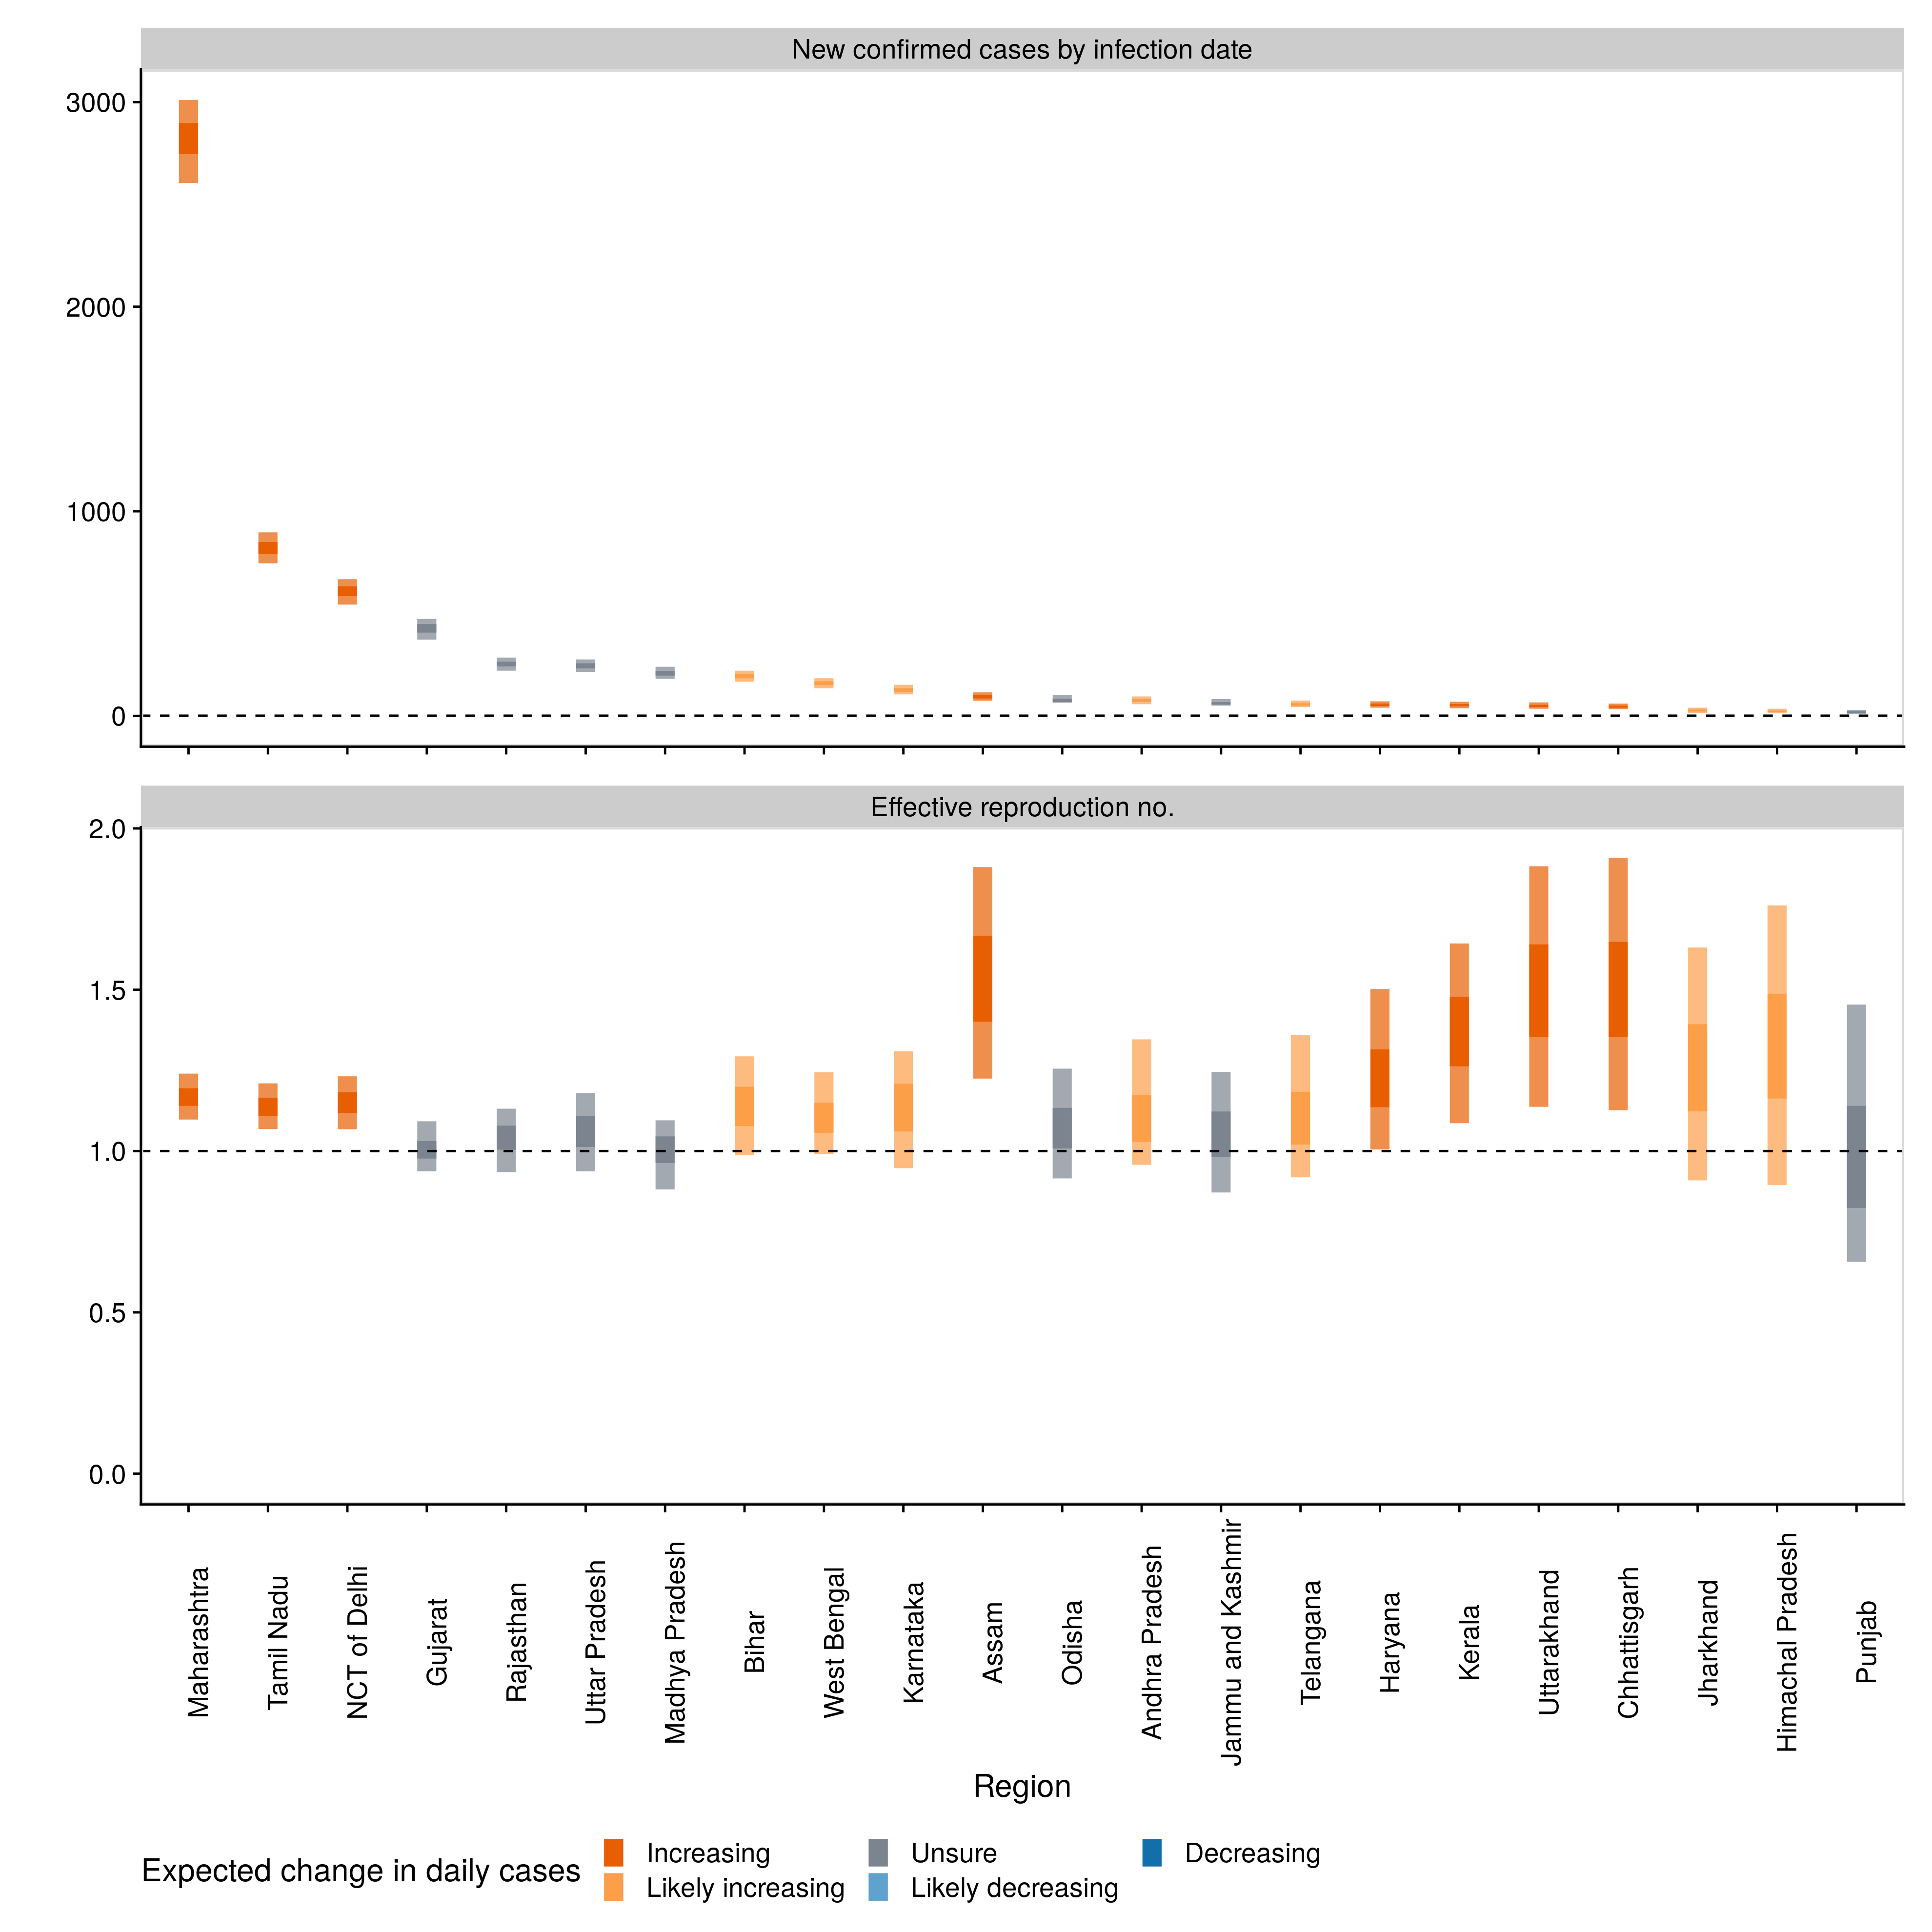 New confirmed cases by infection date
3000
2000
1000
0
Effective reproduction no.
2.0
1.5
1.0
0.5
0.0
Maharashtra
Tamil Nadu
NCT of Delhi
Gujarat
Rajasthan
Uttar Pradesh
Madhya Pradesh
Bihar
West Bengal
Karnataka
Assam
Odisha
Andhra Pradesh
Jammu and Kashmir
Telangana
Haryana
Kerala
Uttarakhand
Chhattisgarh
Jharkhand
Himachal Pradesh
Punjab
Region
Expected change in daily cases
Increasing
Unsure
Decreasing
Likely increasing
Likely decreasing